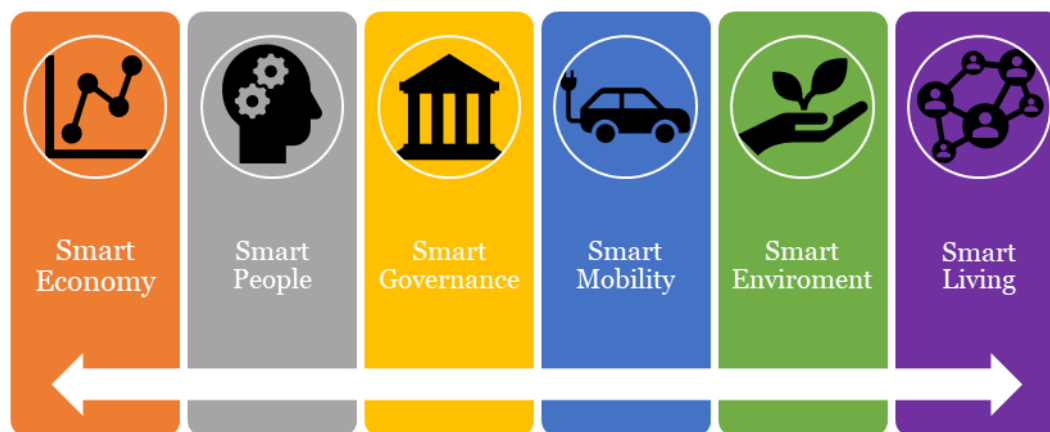 Smart
Economy
Smart
People
Smart
Governance
Smart
Mobility
Smart
Enviroment
Smart
Living